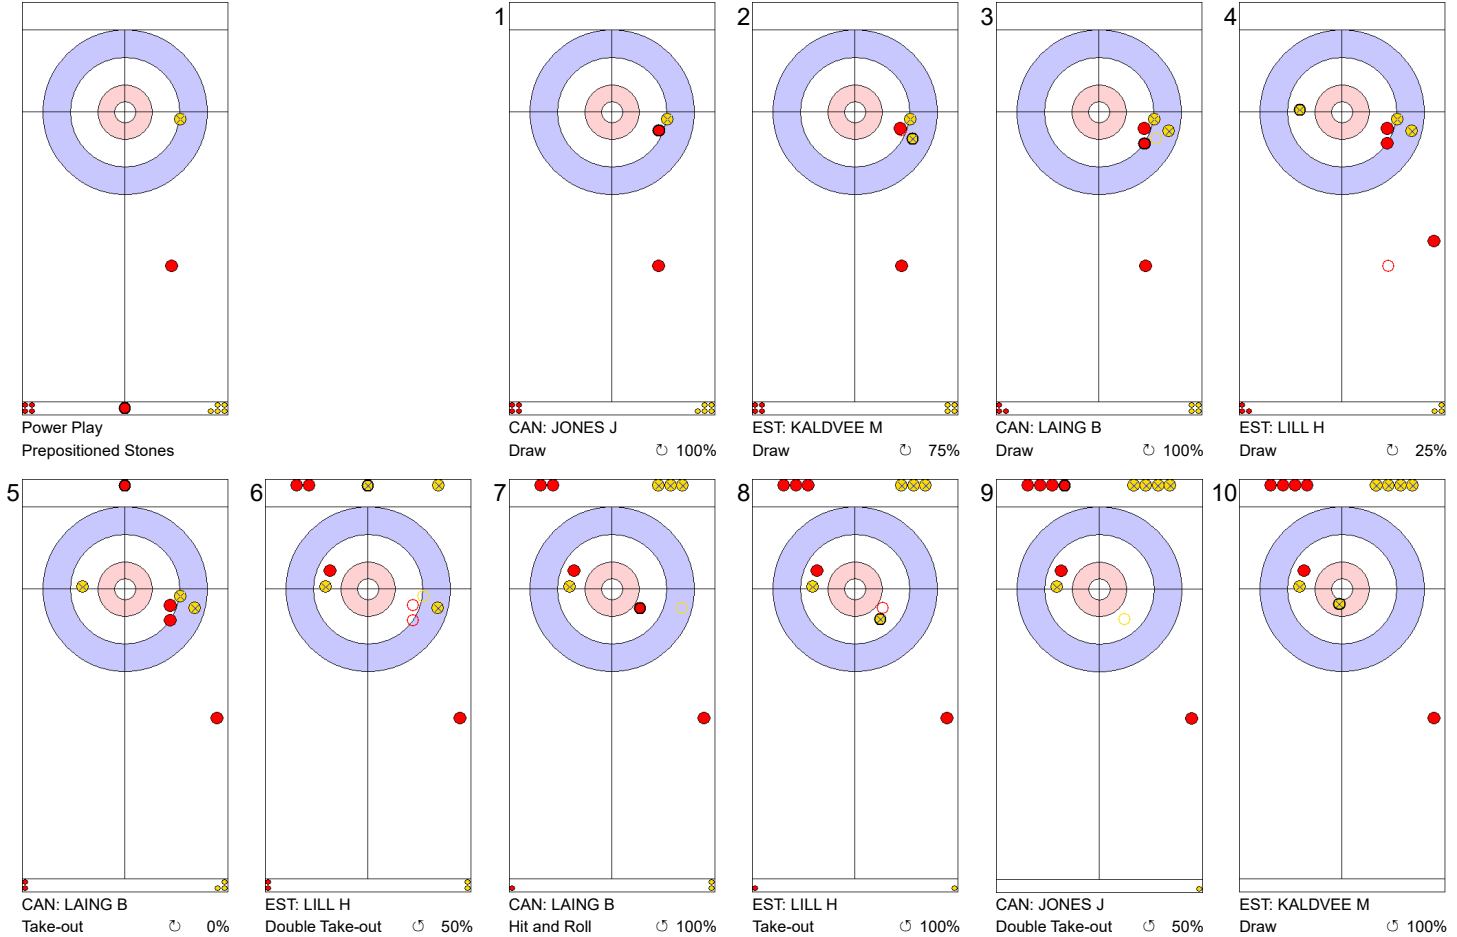 1
2
3
4
Power Play
Prepositioned Stones
CAN: JONES J
Draw ↻ 100%
EST: KALDVEE M
Draw ↻ 75%
CAN: LAING B
Draw ↻ 100%
EST: LILL H
Draw ↻ 25%
5
6
7
8
9
10
CAN: LAING B
Take-out ↻ 0%
EST: LILL H
Double Take-out ↺ 50%
CAN: LAING B
Hit and Roll ↺ 100%
EST: LILL H
Take-out ↺ 100%
CAN: JONES J
Double Take-out ↺ 50%
EST: KALDVEE M
Draw ↺ 100%